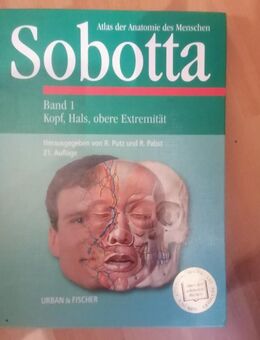 Atlas der Anatomie des Menschen
Sobotta
Band 1
Kopf, Hals, obere Extremität
Herausgegeben von R. Putz und R. Pabst
21. Auflage
URBAN & FISCHER